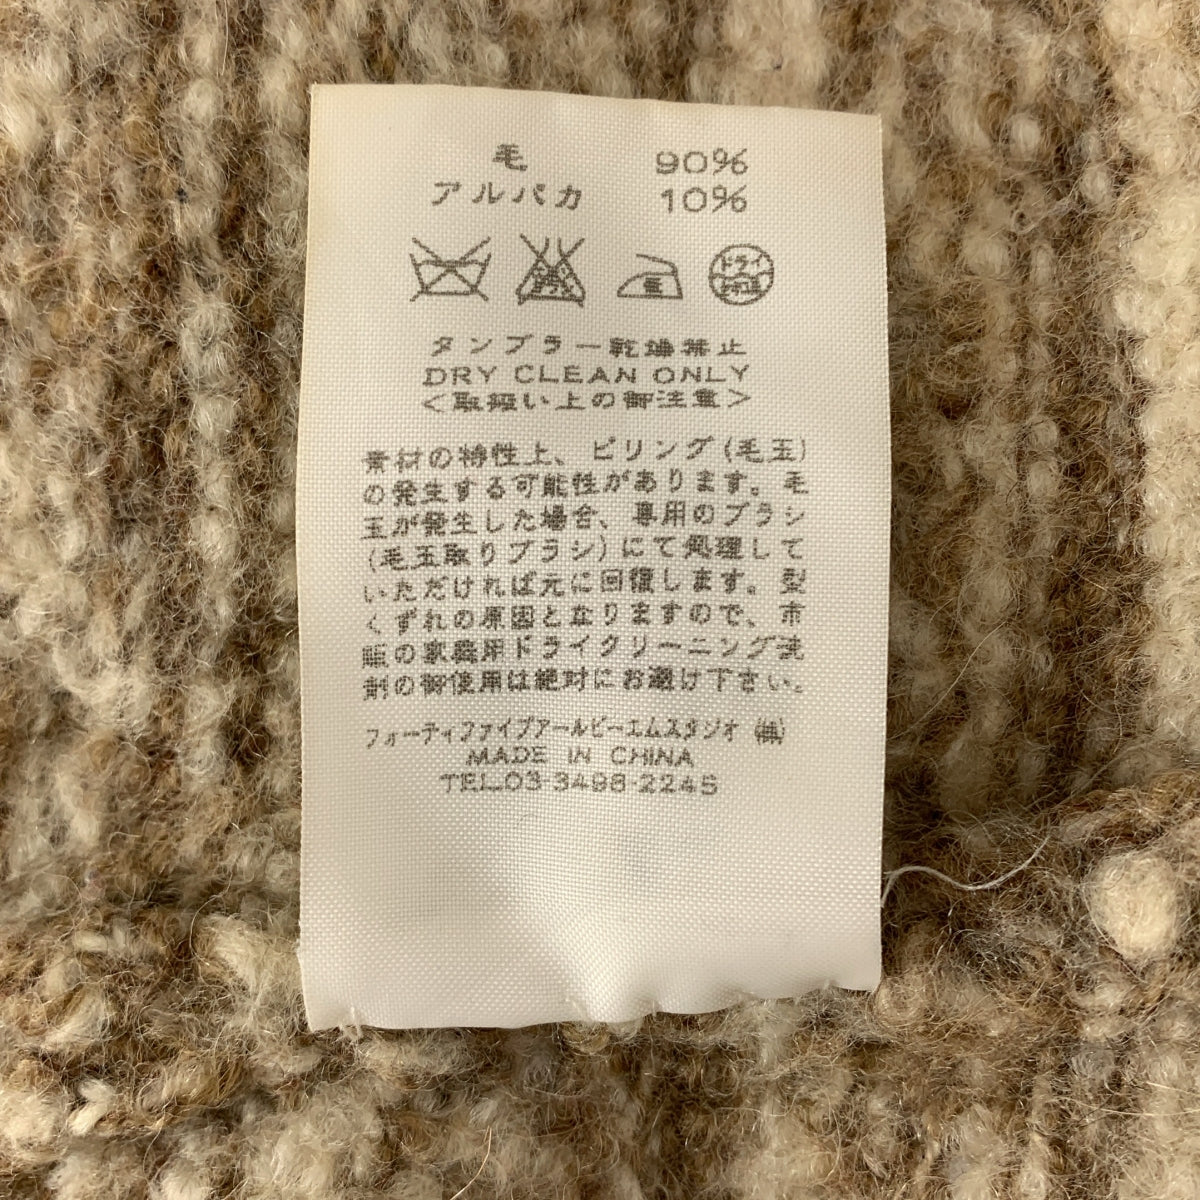 毛 90%
アルパカ 10%
ドライ
タンブラー乾燥禁止
DRY CLEAN ONLY
<取扱い上の御注意>
素材の特性上、ピリング(毛玉)
の発生する可能性があります。毛
玉が発生した場合、専用のブラシ
(毛玉取りブラシ)にて処理して
いただければ元に回復します。型
くずれの原因となりますので、市
販の家庭用ドライクリーニング洗
剤の御使用は絶対にお避け下さい。
フォーティファイブアールピーエムスタジオ ㈱
MADE IN CHINA
TEL.03-3498-2245